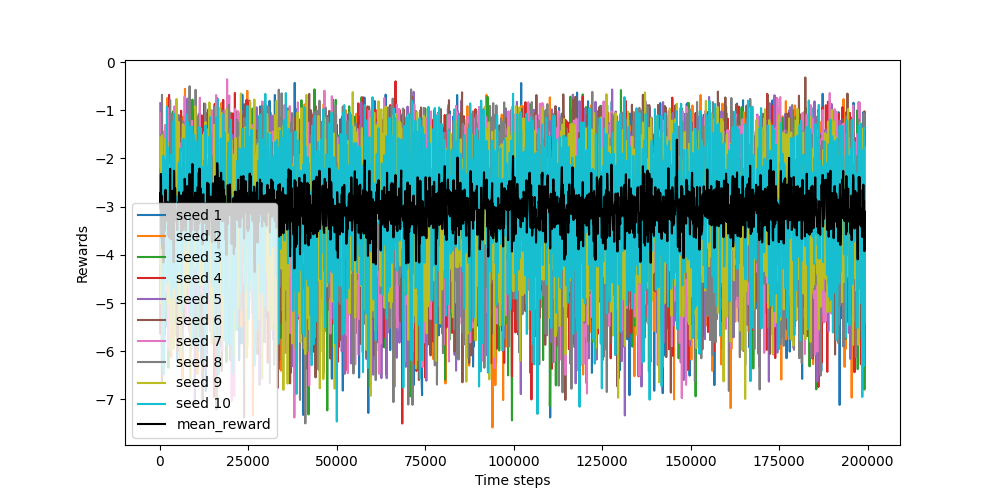 0
−1
−2
−3
−4
−5
−6
−7
Rewards
seed 1
seed 2
seed 3
seed 4
seed 5
seed 6
seed 7
seed 8
seed 9
seed 10
mean_reward
0 25000 50000 75000 100000 125000 150000 175000 200000
Time steps